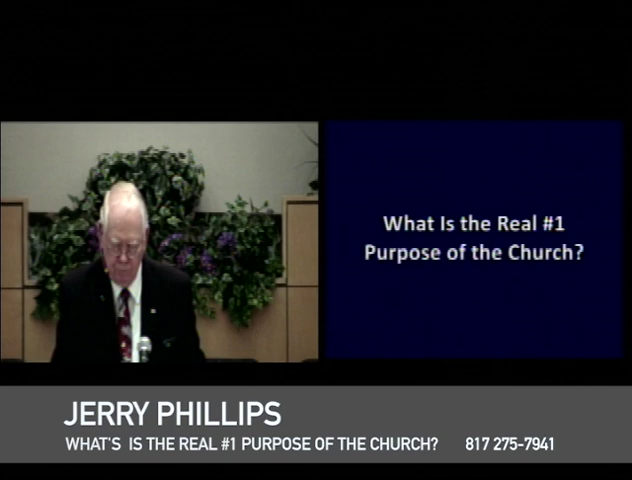 What Is the Real #1
Purpose of the Church?
JERRY PHILLIPS
WHAT'S  IS THE REAL #1 PURPOSE OF THE CHURCH? 817 275-7941